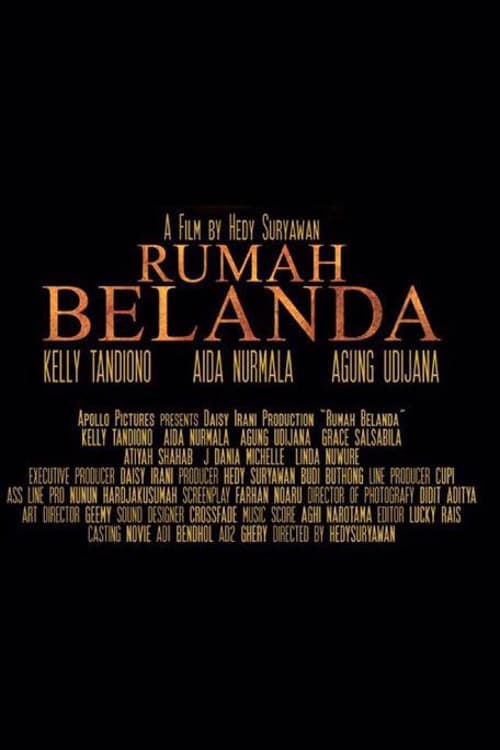 A Film by Hedy Suryawan
RUMAH
BELANDA
KELLY TANDIONO AIDA NURMALA AGUNG UDIJANA
Apollo Pictures presents Daisy Irani Production "Rumah Belanda"
KELLY TANDIONO AIDA NURMALA AGUNG UDIJANA GRACE SALSABILA
ATIYAH SHAHAB J DANIA MICHELLE LINDA NUWURE
EXECUTIVE PRODUCER DAISY IRANI PRODUCER HEDY SURYAWAN BUDI BUTHONG LINE PRODUCER CUPI
ASS LINE PRO NUNUN HARDJAKUSUMAH SCREENPLAY FARHAN NOARU DIRECTOR OF PHOTOGRAFY DIDIT ADITYA
ART DIRECTOR GEEMY SOUND DESIGNER CROSSFADE MUSIC SCORE AGHI NAROTAMA EDITOR LUCKY RAIS
CASTING NOVIE AD1 BENDHOL AD2 GHERY DIRECTED BY HEDYSURYAWAN